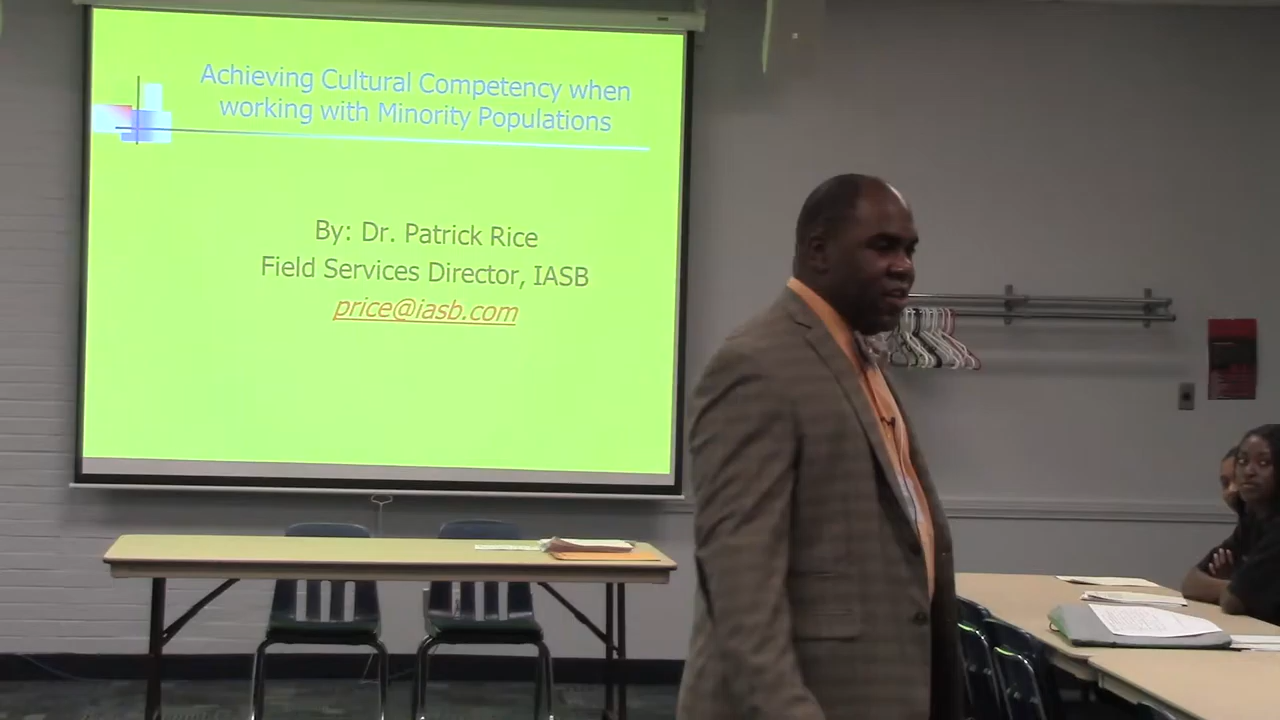 Achieving Cultural Competency when
working with Minority Populations
By: Dr. Patrick Rice
Field Services Director, IASB
price@iasb.com